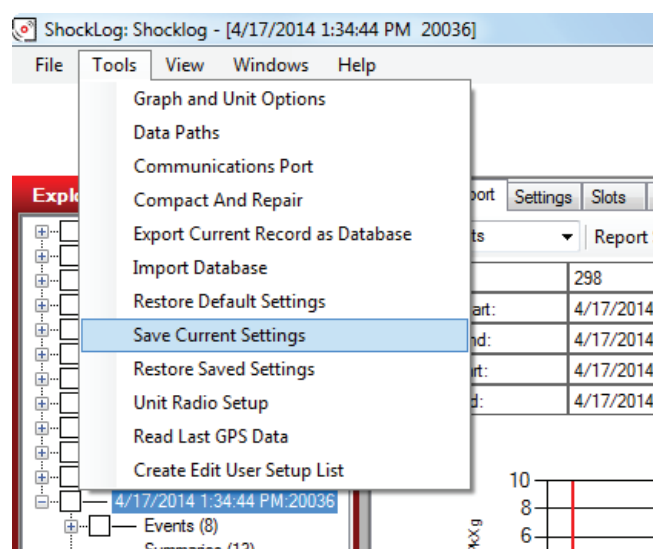 ShockLog: Shocklog - [4/17/2014 1:34:44 PM 20036]
File Tools View Windows Help
Graph and Unit Options
Data Paths
Communications Port
Compact And Repair
Export Current Record as Database
Import Database
Restore Default Settings
Save Current Settings
Restore Saved Settings
Unit Radio Setup
Read Last GPS Data
Create Edit User Setup List
Settings Slots
Report
298
4/17/2014
4/17/2014
4/17/2014
4/17/2014
4/17/2014 1:34:44 PM:20036
Events (8)
10
8
6